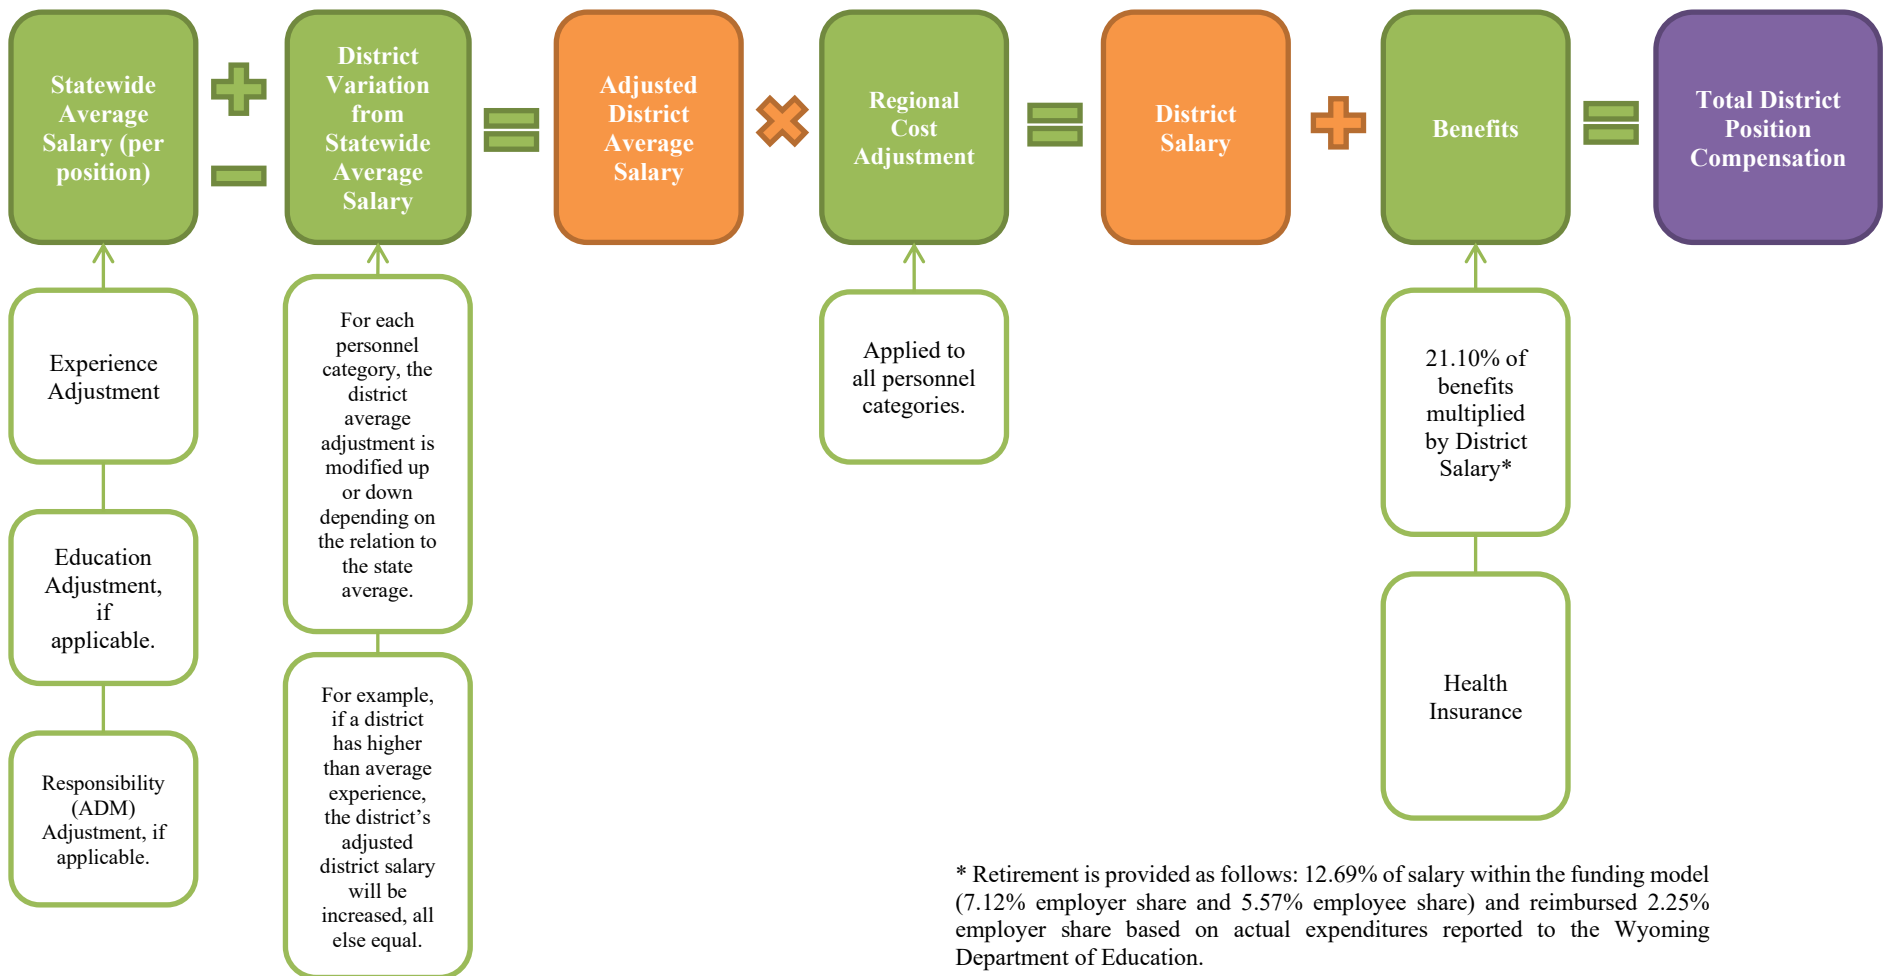 Statewide
Average
Salary (per
position)
District
Variation
from
Statewide
Average
Salary
Adjusted
District
Average
Salary
Regional
Cost
Adjustment
District
Salary
Benefits
Total District
Position
Compensation
Experience
Adjustment
Education
Adjustment,
if
applicable.
Responsibility
(ADM)
Adjustment, if
applicable.
For each
personnel
category, the
district
average
adjustment is
modified up
or down
depending on
the relation to
the state
average.
For example,
if a district
has higher
than average
experience,
the district’s
adjusted
district salary
will be
increased, all
else equal.
Applied to
all personnel
categories.
21.10% of
benefits
multiplied
by District
Salary*
Health
Insurance
* Retirement is provided as follows: 12.69% of salary within the funding model
(7.12% employer share and 5.57% employee share) and reimbursed 2.25%
employer share based on actual expenditures reported to the Wyoming
Department of Education.